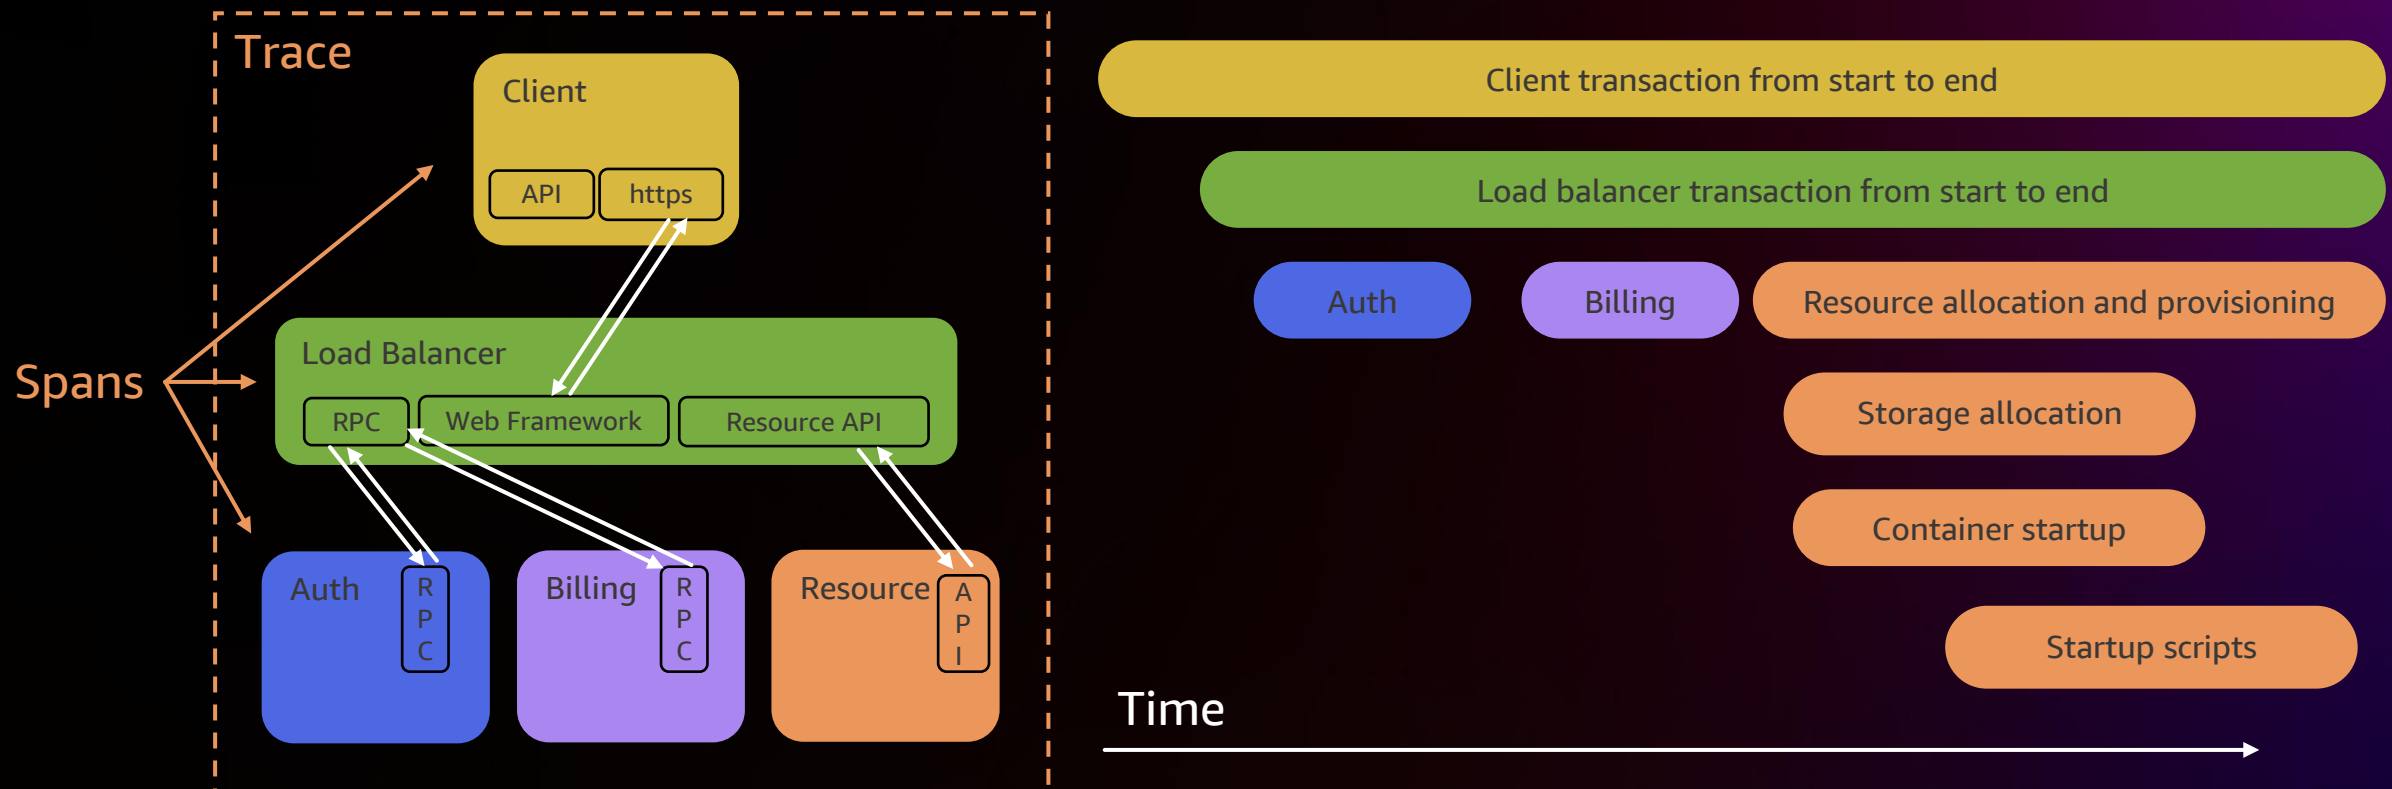 Trace
Client
API
https
Spans
Load Balancer
RPC
Web Framework
Resource API
Auth
R
P
C
Billing
R
P
C
Resource
A
P
I
Client transaction from start to end
Load balancer transaction from start to end
Auth
Billing
Resource allocation and provisioning
Storage allocation
Container startup
Startup scripts
Time